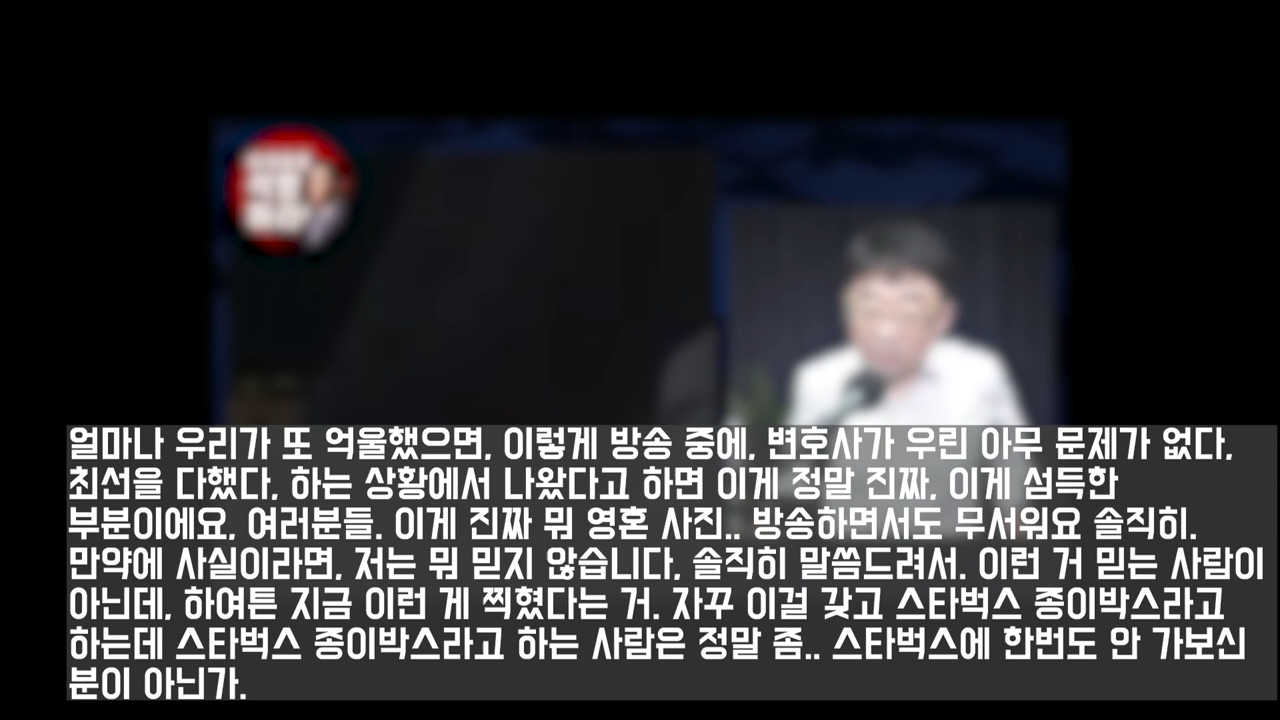 얼마나 우리가 또 억울했으면, 이렇게 방송 중에, 변호사가 우린 아무 문제가 없다,
최선을 다했다, 하는 상황에서 나왔다고 하면 이게 정말 진짜, 이게 섬득한
부분이에요, 여러분들. 이게 진짜 뭐 영혼 사진.. 방송하면서도 무서워요 솔직히.
만약에 사실이라면, 저는 뭐 믿지 않습니다, 솔직히 말씀드려서. 이런 거 믿는 사람이
아닌데, 하여튼 지금 이런 게 찍혔다는 거. 자꾸 이걸 갖고 스타벅스 종이박스라고
하는데 스타벅스 종이박스라고 하는 사람은 정말 좀.. 스타벅스에 한번도 안 가보신
분이 아닌가.